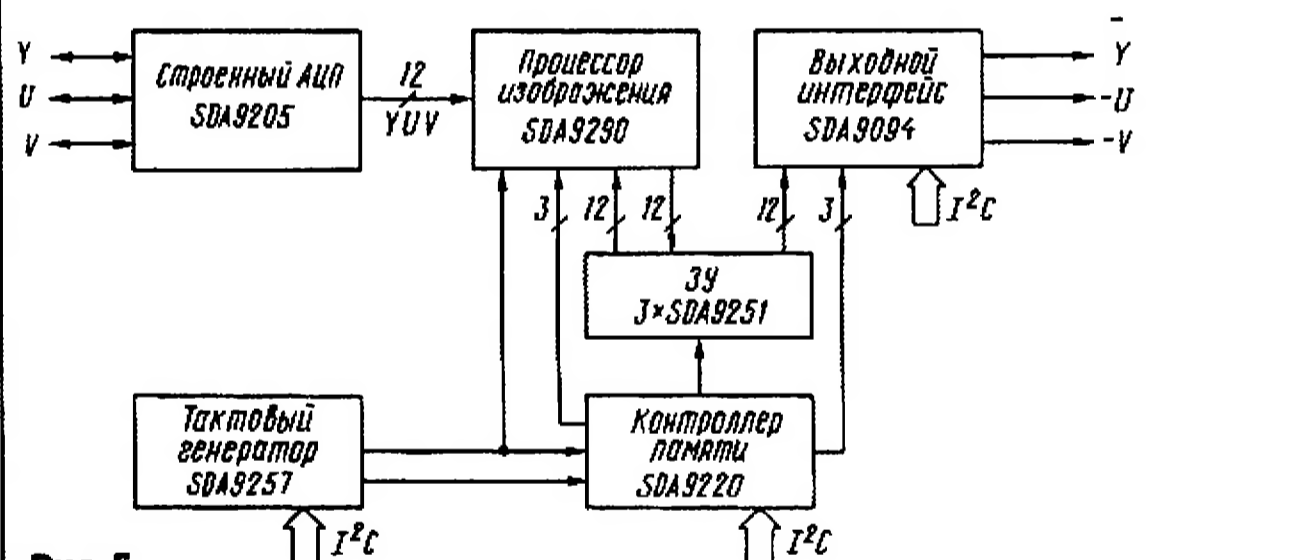 Y
U
V
Строенный АЦП
SDA9205
12
YUV
Процессор
изображения
SDA9290
Выходной
интерфейс
SDA9094
Y
-U
-V
3
12
12
12
3
I²C
ЗУ
3×SDA9251
Тактовый
генератор
SDA9257
Контроллер
памяти
SDA9220
I²C
I²C